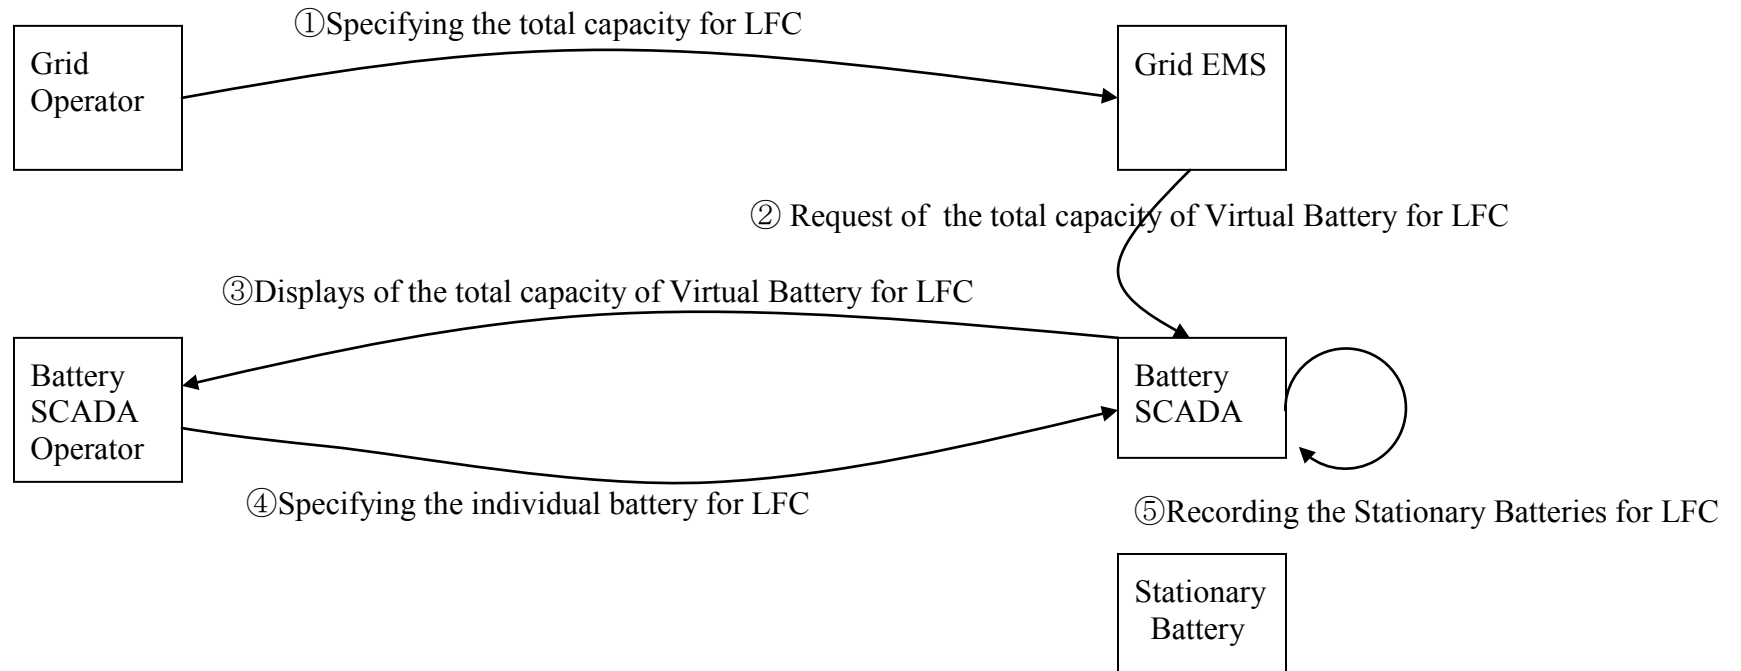 ①Specifying the total capacity for LFC
Grid
Operator
Grid EMS
② Request of  the total capacity of Virtual Battery for LFC
③Displays of the total capacity of Virtual Battery for LFC
Battery
SCADA
Operator
Battery
SCADA
④Specifying the individual battery for LFC
⑤Recording the Stationary Batteries for LFC
Stationary
Battery